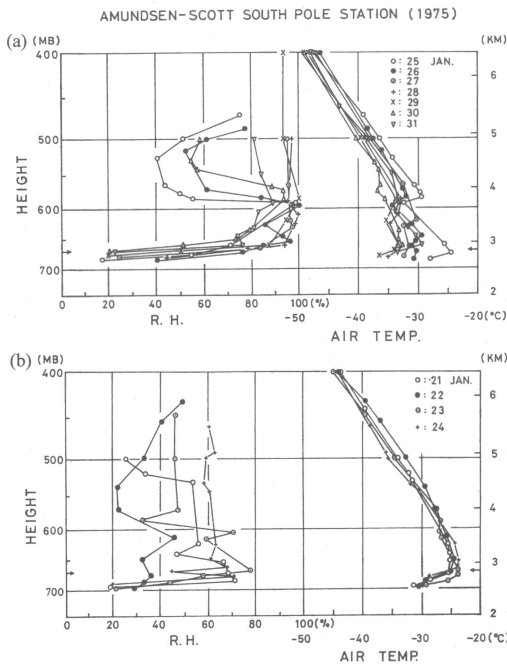 AMUNDSEN-SCOTT SOUTH POLE STATION (1975)
(a) (MB) (KM)
400
500
600
700
HEIGHT
○ : 25 JAN.
● : 26
◎ : 27
+ : 28
× : 29
△ : 30
▽ : 31
6
5
4
3
2
0 20 40 60 80 100(%)
-50 -40 -30 -20(°C)
R. H. AIR TEMP.
(b) (MB) (KM)
400
500
600
700
HEIGHT
○ : 21 JAN.
● : 22
◎ : 23
+ : 24
6
5
4
3
2
0 20 40 60 80 100(%)
-50 -40 -30 -20(°C)
R. H. AIR TEMP.